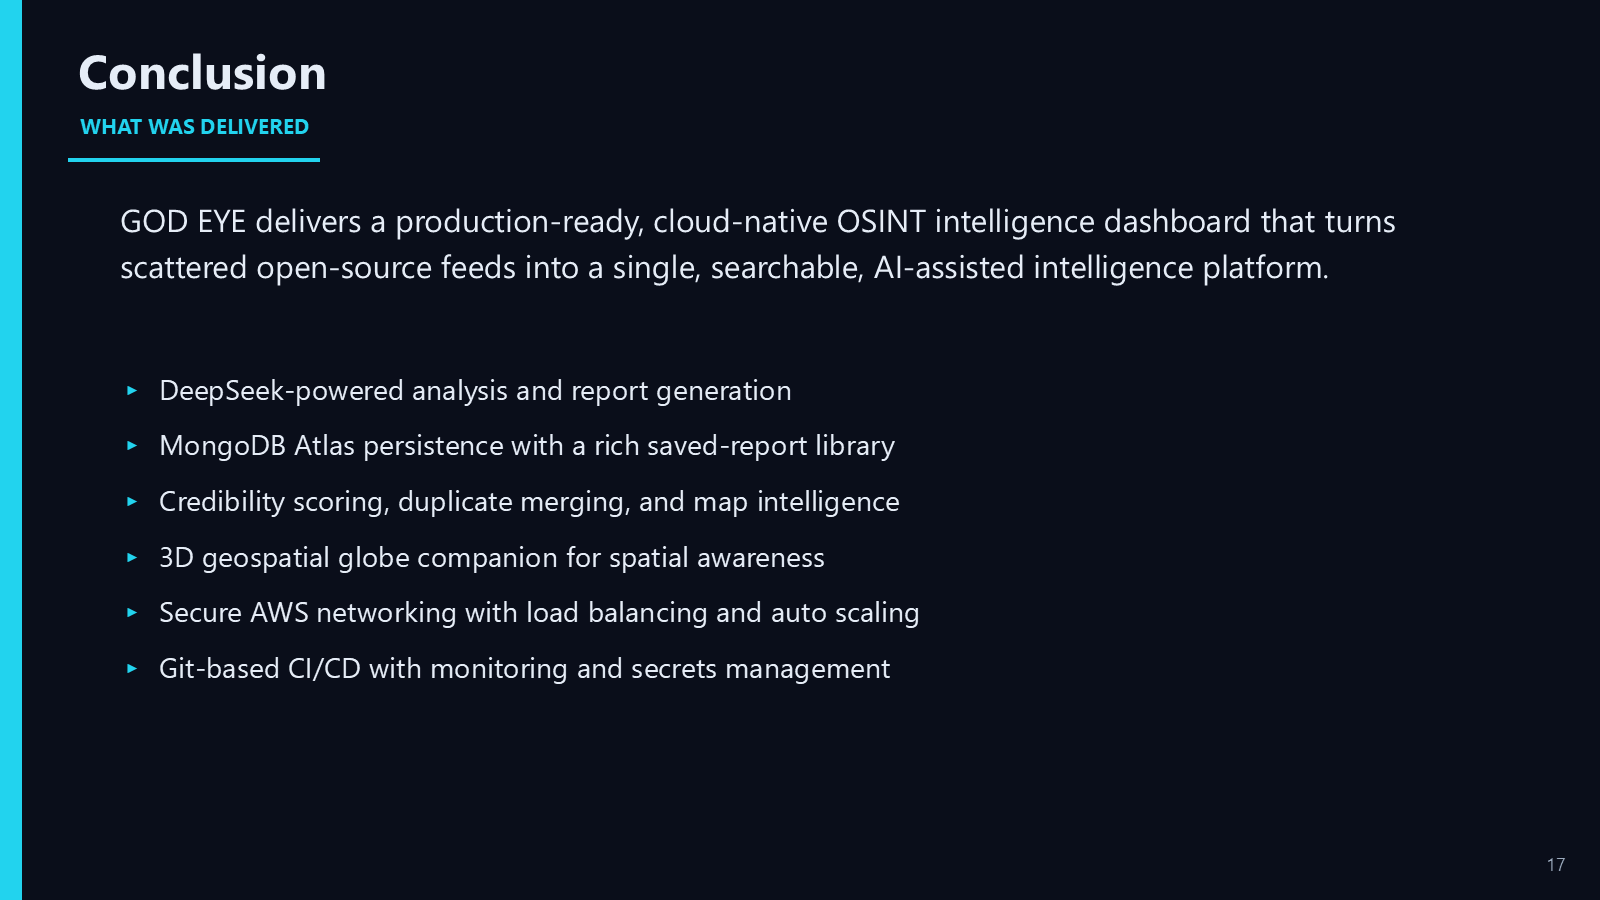 Conclusion
WHAT WAS DELIVERED
GOD EYE delivers a production-ready, cloud-native OSINT intelligence dashboard that turns
scattered open-source feeds into a single, searchable, AI-assisted intelligence platform.
▸ DeepSeek-powered analysis and report generation
▸ MongoDB Atlas persistence with a rich saved-report library
▸ Credibility scoring, duplicate merging, and map intelligence
▸ 3D geospatial globe companion for spatial awareness
▸ Secure AWS networking with load balancing and auto scaling
▸ Git-based CI/CD with monitoring and secrets management
17